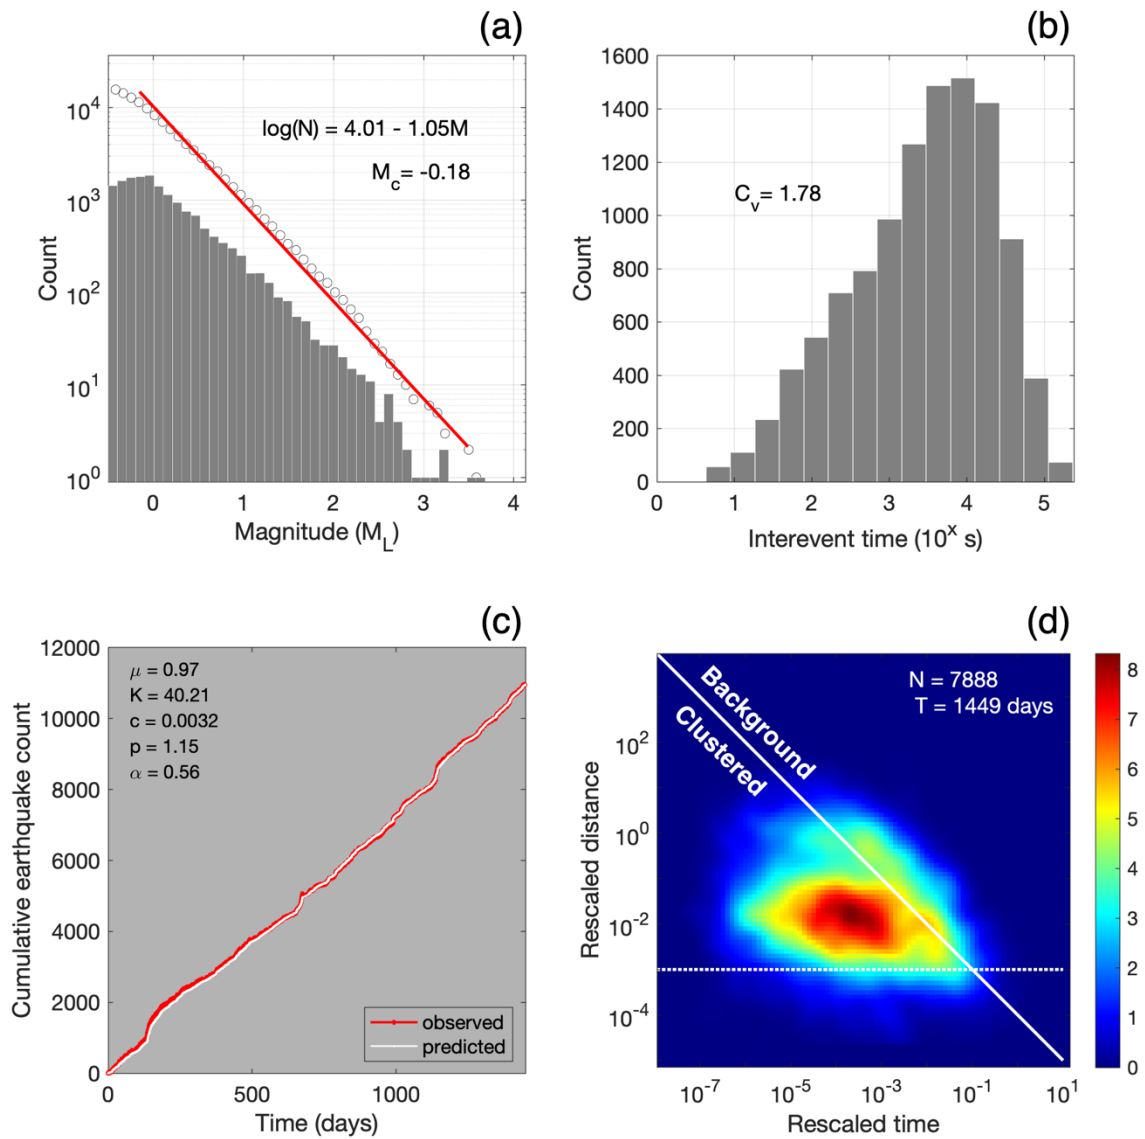 (a)
10^4
10^3
10^2
10^1
10^0
Count
log(N) = 4.01 - 1.05M
M_c= -0.18
0 1 2 3 4
Magnitude (M_L)
(b)
1600
1400
1200
1000
800
600
400
200
0
Count
C_v= 1.78
0 1 2 3 4 5
Interevent time (10^x s)
(c)
12000
10000
8000
6000
4000
2000
0
Cumulative earthquake count
μ = 0.97
K = 40.21
c = 0.0032
p = 1.15
α = 0.56
observed
predicted
0 500 1000
Time (days)
(d)
N = 7888
T = 1449 days
Background
Clustered
10^2
10^0
10^-2
10^-4
Rescaled distance
10^-7 10^-5 10^-3 10^-1 10^1
Rescaled time
8
7
6
5
4
3
2
1
0